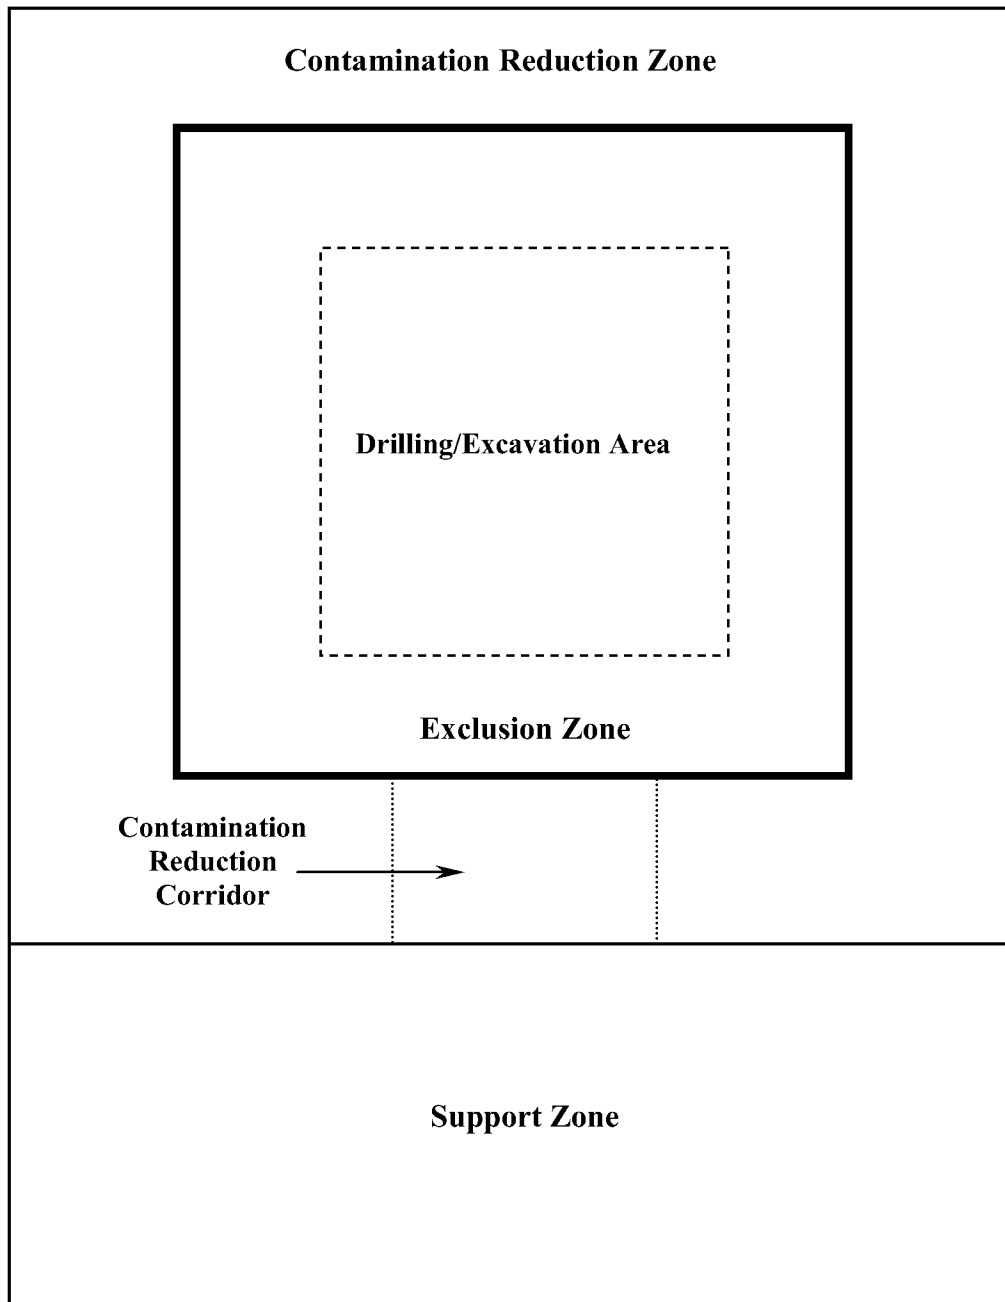 Contamination Reduction Zone
Drilling/Excavation Area
Exclusion Zone
Contamination
Reduction
Corridor
Support Zone